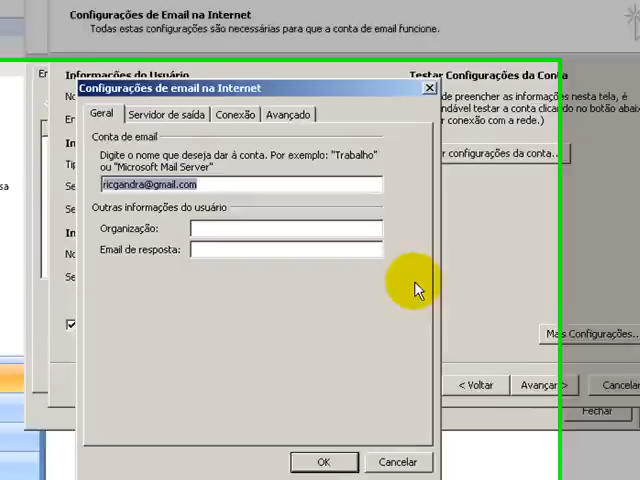 Configurações de Email na Internet
Todas estas configurações são necessárias para que a conta de email funcione.
Informações do Usuário
Testar Configurações da Conta
de preencher as informações nesta tela, é
ndável testar a conta clicando no botão abaix
er conexão com a rede.)
r configurações da conta...
Configurações de email na Internet
Geral
Servidor de saída
Conexão
Avançado
Conta de email
Digite o nome que deseja dar à conta. Por exemplo: "Trabalho"
ou "Microsoft Mail Server"
ricgandra@gmail.com
Outras informações do usuário
Organização:
Email de resposta:
Mais Configurações...
< Voltar
Avançar >
Cancelar
Fechar
OK
Cancelar